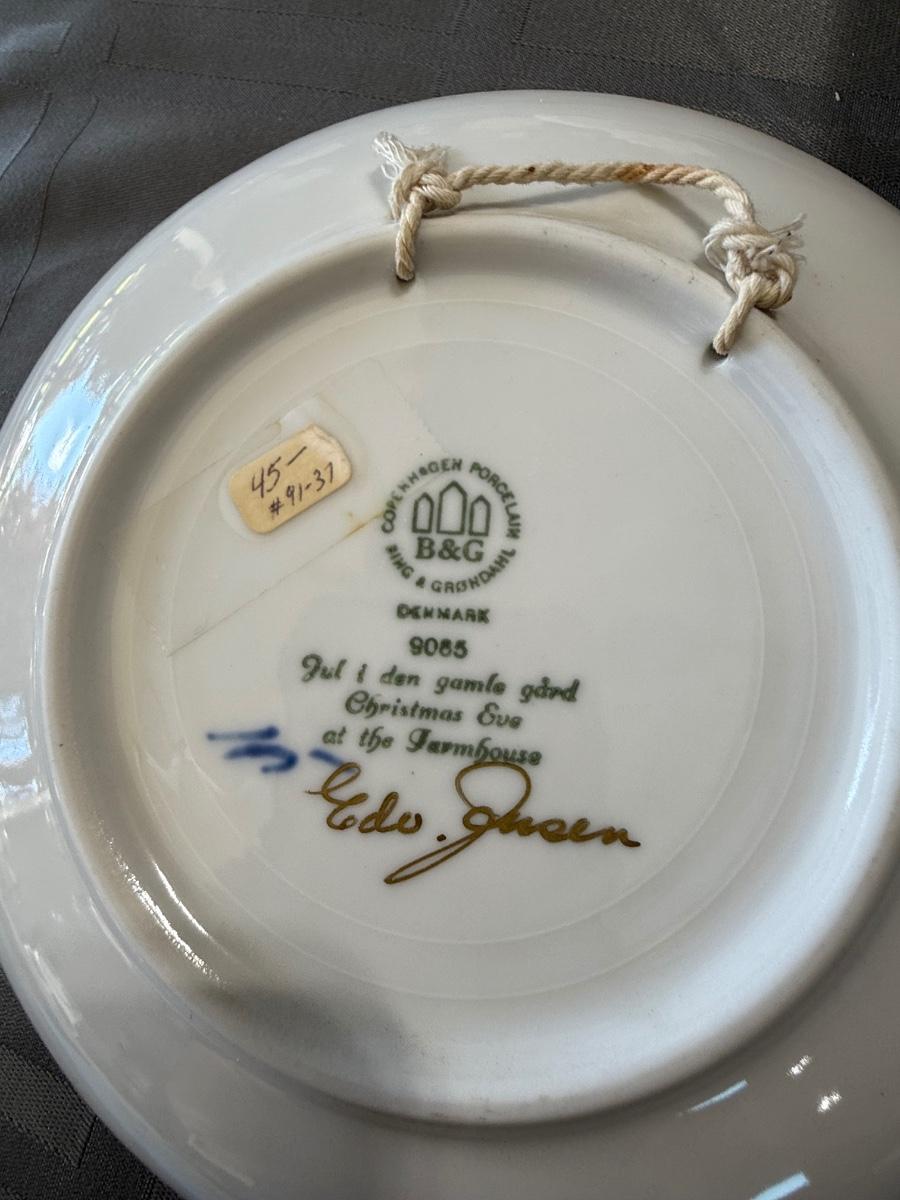 45-
#91-37
COPENHAGEN PORCELAIN
B&G
BING & GRØNDAHL
DENMARK
9085
Jul i den gamle gård
Christmas Eve
at the Farmhouse
Edv. Jensen